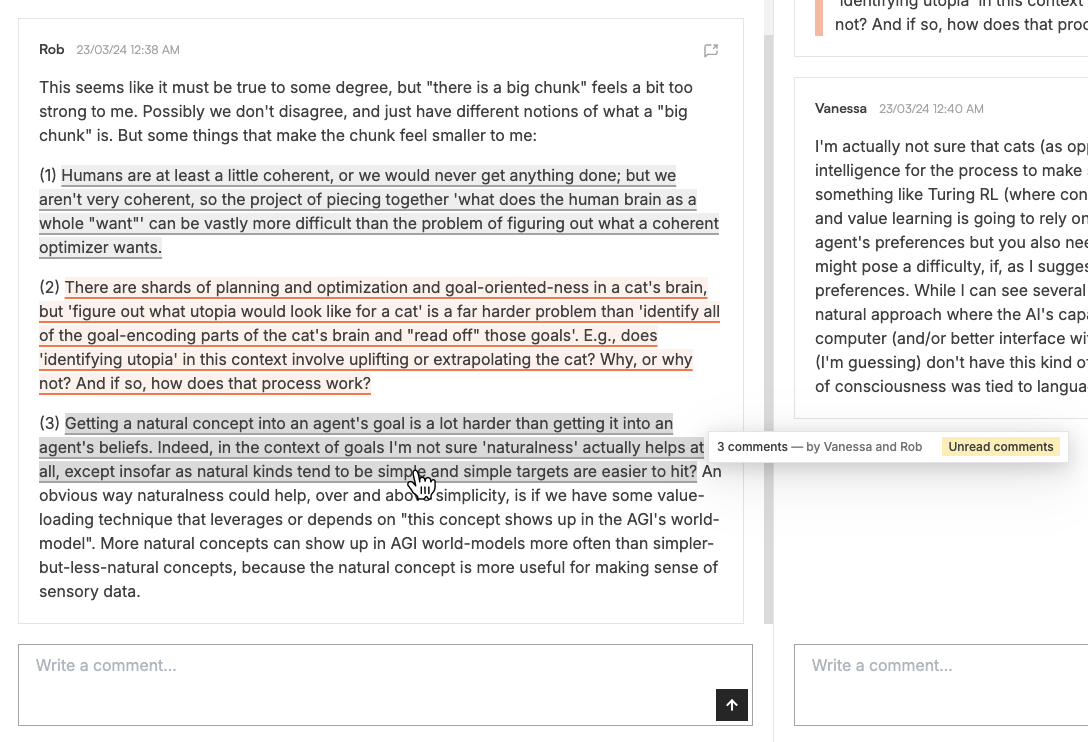 Rob 23/03/24 12:38 AM
This seems like it must be true to some degree, but "there is a big chunk" feels a bit too
strong to me. Possibly we don't disagree, and just have different notions of what a "big
chunk" is. But some things that make the chunk feel smaller to me:
(1) Humans are at least a little coherent, or we would never get anything done; but we
aren't very coherent, so the project of piecing together 'what does the human brain as a
whole "want"' can be vastly more difficult than the problem of figuring out what a coherent
optimizer wants.
(2) There are shards of planning and optimization and goal-oriented-ness in a cat's brain,
but 'figure out what utopia would look like for a cat' is a far harder problem than 'identify all
of the goal-encoding parts of the cat's brain and "read off" those goals'. E.g., does
'identifying utopia' in this context involve uplifting or extrapolating the cat? Why, or why
not? And if so, how does that process work?
(3) Getting a natural concept into an agent's goal is a lot harder than getting it into an
agent's beliefs. Indeed, in the context of goals I'm not sure 'naturalness' actually helps at
all, except insofar as natural kinds tend to be simple and simple targets are easier to hit? An
obvious way naturalness could help, over and above simplicity, is if we have some value-
loading technique that leverages or depends on "this concept shows up in the AGI's world-
model". More natural concepts can show up in AGI world-models more often than simpler-
but-less-natural concepts, because the natural concept is more useful for making sense of
sensory data.
Write a comment...
'identifying utopia' in this context
not? And if so, how does that
Vanessa 23/03/24 12:40 AM
I'm actually not sure that cats (as
intelligence for the process to make
something like Turing RL (where
and value learning is going to rely
agent's preferences but you also
might pose a difficulty, if, as I
preferences. While I can see several
natural approach where the AI's
computer (and/or better interface
(I'm guessing) don't have this kind
of consciousness was tied to
3 comments — by Vanessa and Rob Unread comments
Write a comment...